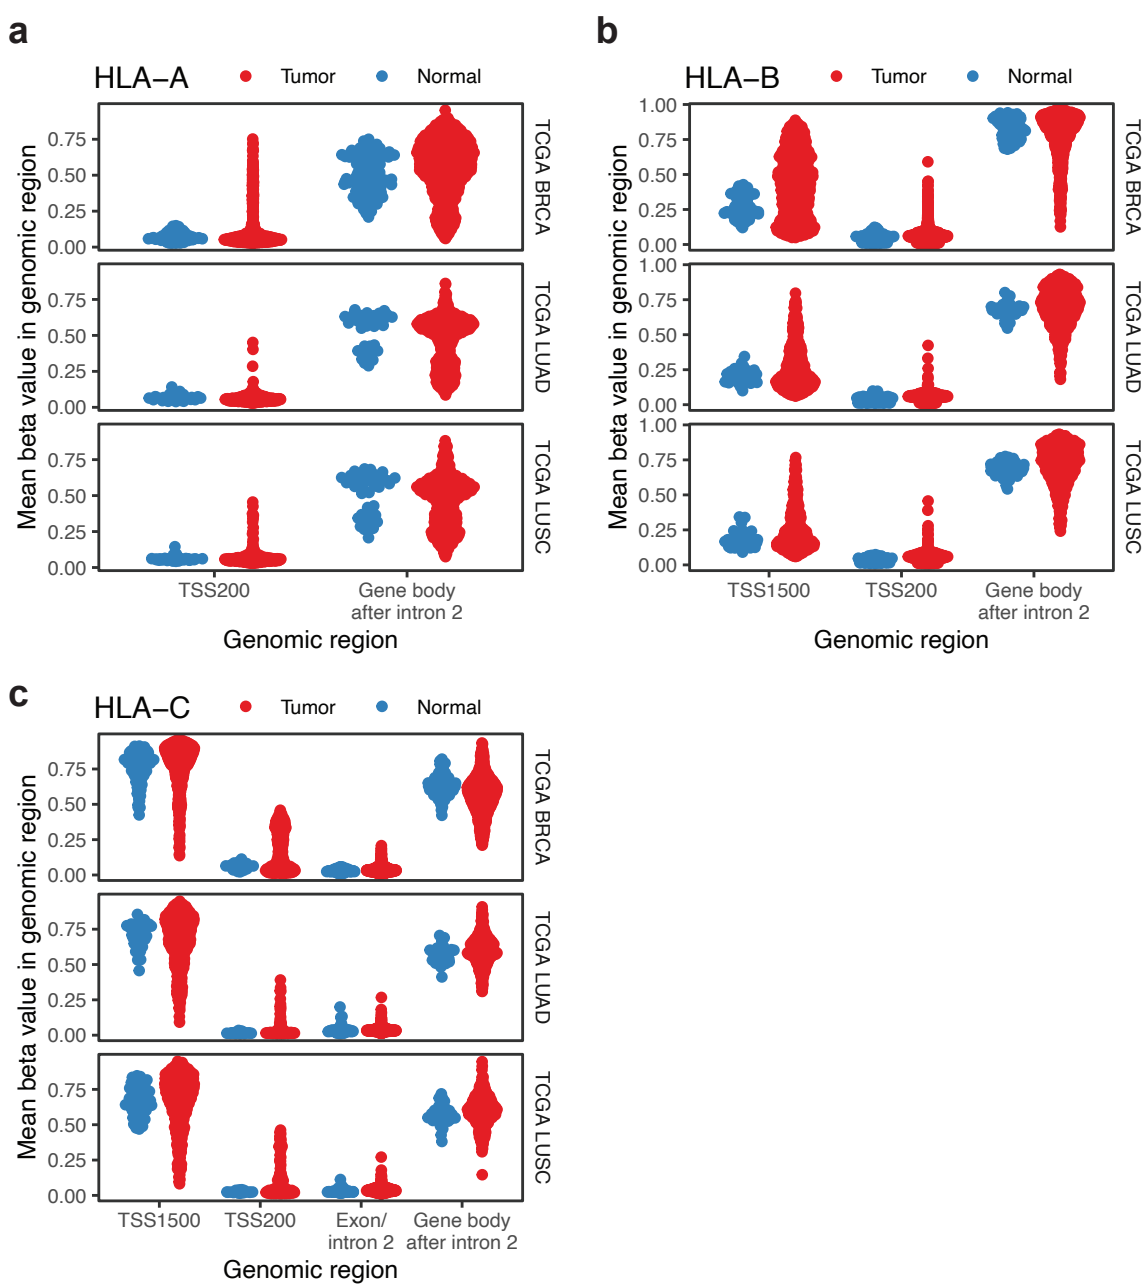 a
HLA−A Tumor Normal
Mean beta value in genomic region
0.75
0.50
0.25
0.00
TCGA BRCA
0.75
0.50
0.25
0.00
TCGA LUAD
0.75
0.50
0.25
0.00
TCGA LUSC
TSS200 Gene body
after intron 2
Genomic region
b
HLA−B Tumor Normal
Mean beta value in genomic region
1.00
0.75
0.50
0.25
0.00
TCGA BRCA
1.00
0.75
0.50
0.25
0.00
TCGA LUAD
1.00
0.75
0.50
0.25
0.00
TCGA LUSC
TSS1500 TSS200 Gene body
after intron 2
Genomic region
c
HLA−C Tumor Normal
Mean beta value in genomic region
0.75
0.50
0.25
0.00
TCGA BRCA
0.75
0.50
0.25
0.00
TCGA LUAD
0.75
0.50
0.25
0.00
TCGA LUSC
TSS1500 TSS200 Exon/ Gene body
intron 2 after intron 2
Genomic region